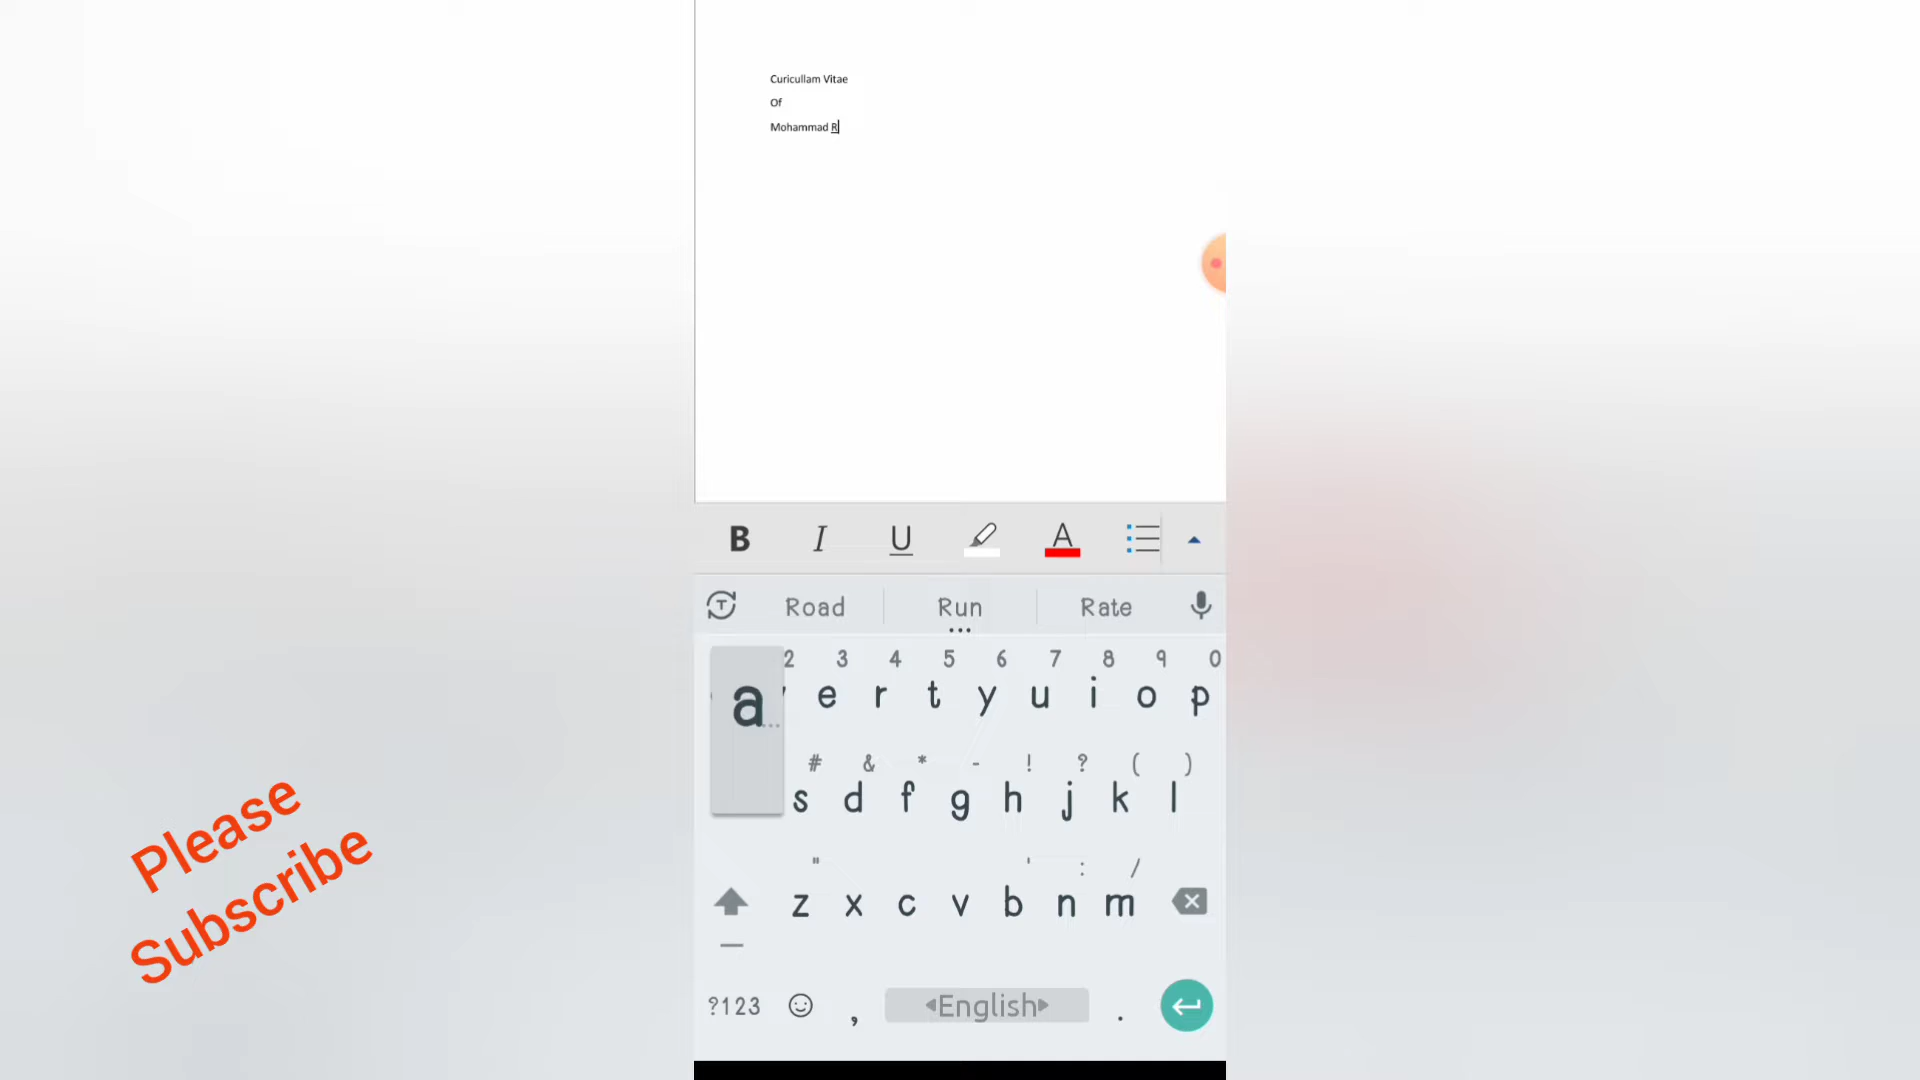 Curicullam Vitae
Of
Mohammad R
B I U A
Road Run Rate
a
2 3 4 5 6 7 8 9 0
e r t y u i o p
# & * - ! ? ( )
s d f g h j k l
" ' : /
z x c v b n m
?123 , English .
Please
Subscribe